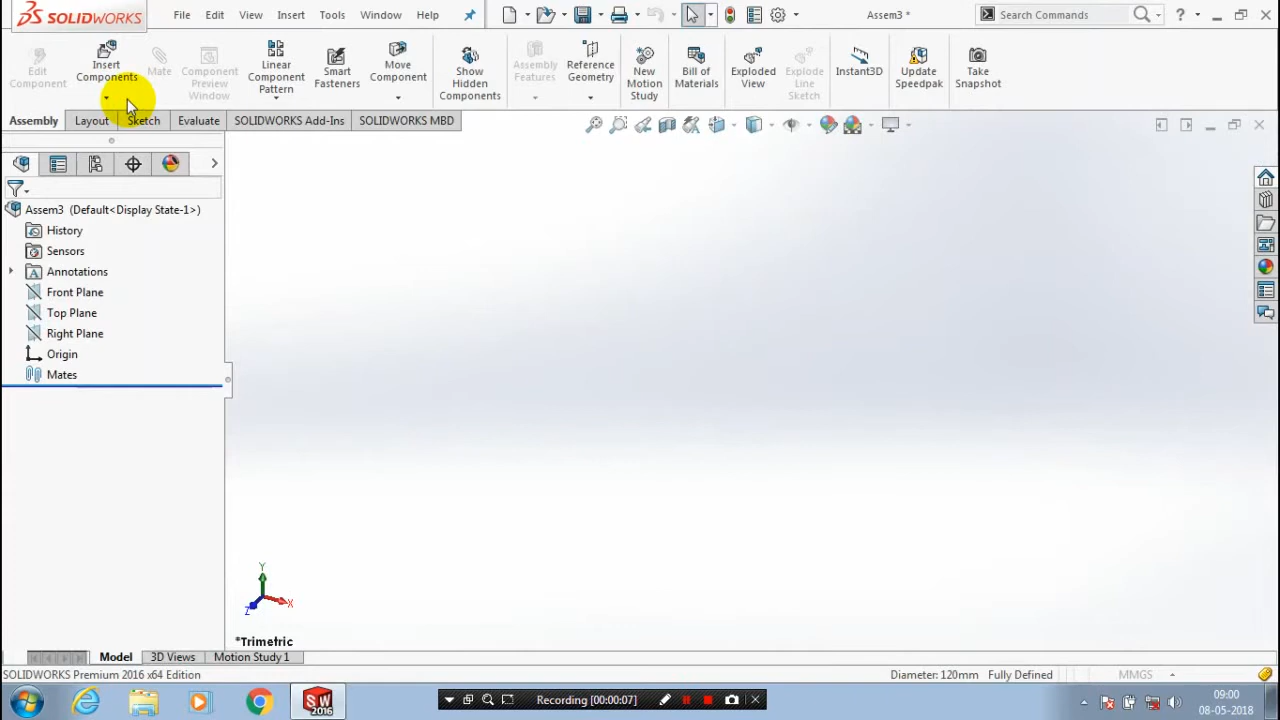 SOLIDWORKS File Edit View Insert Tools Window Help Assem3 * Search Commands ?
Edit Component
Insert Components
Mate
Component Preview Window
Linear Component Pattern
Smart Fasteners
Move Component
Show Hidden Components
Assembly Features
Reference Geometry
New Motion Study
Bill of Materials
Exploded View
Explode Line Sketch
Instant3D
Update Speedpak
Take Snapshot
Assembly Layout Sketch Evaluate SOLIDWORKS Add-Ins SOLIDWORKS MBD
Assem3 (Default<Display State-1>)
History
Sensors
A Annotations
Front Plane
Top Plane
Right Plane
Origin
Mates
Y
X
Z
*Trimetric
Model 3D Views Motion Study 1
SOLIDWORKS Premium 2016 x64 Edition Diameter: 120mm Fully Defined MMGS
SW 2016
Recording [00:00:07]
09:00
08-05-2018